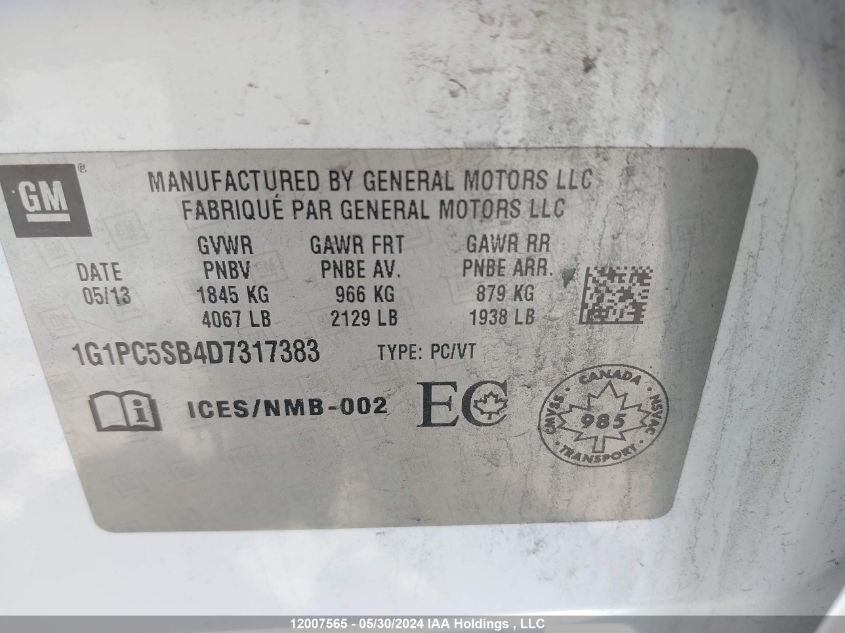 GM ®
MANUFACTURED BY GENERAL MOTORS LLC
FABRIQUÉ PAR GENERAL MOTORS LLC
DATE
05/13
GVWR
PNBV
1845 KG
4067 LB
GAWR FRT
PNBE AV.
966 KG
2129 LB
GAWR RR
PNBE ARR.
879 KG
1938 LB
1G1PC5SB4D7317383 TYPE: PC/VT
i ICES/NMB-002 EC
CANADA
CMVSS 985 NSVAC
TRANSPORT
12007565 - 05/30/2024 IAA Holdings , LLC